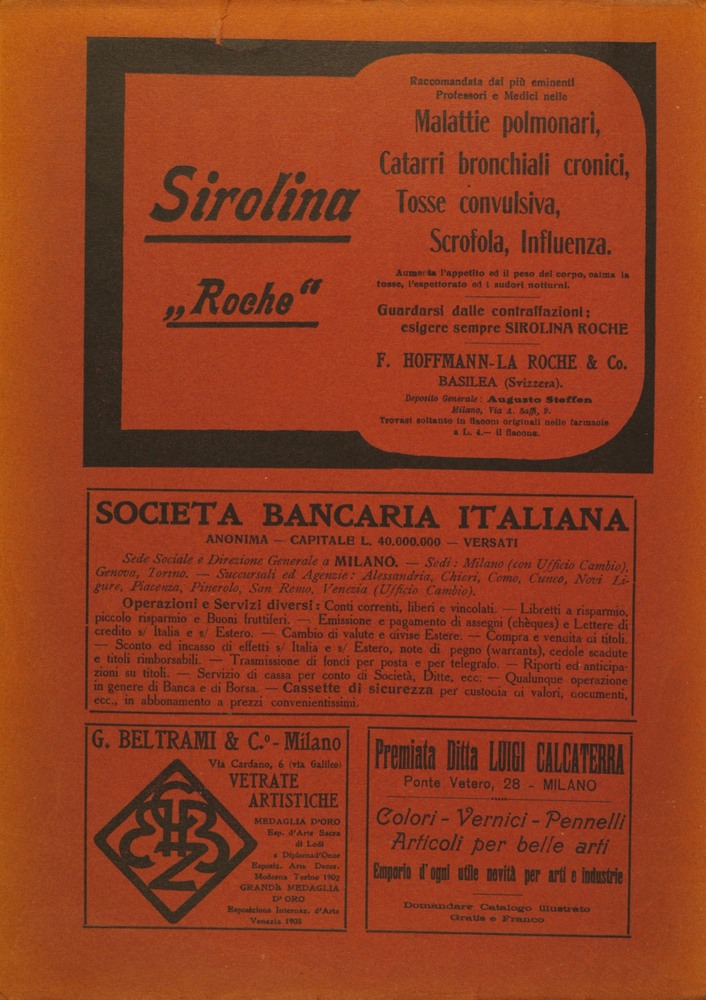 Sirolina
„Roche“
Raccomandata dai più eminenti
Professori e Medici nelle
Malattie polmonari,
Catarri bronchiali cronici,
Tosse convulsiva,
Scrofola, Influenza.
Aumenta l'appetito ed il peso del corpo, calma la
tosse, l'espettorato ed i sudori notturni.
Guardarsi dalle contraffazioni:
esigere sempre SIROLINA ROCHE
F. HOFFMANN-LA ROCHE & Co.
BASILEA (Svizzera).
Deposito Generale: Augusto Steffen
Milano, Via A. Saffi, 9.
Trovasi soltanto in flaconi originali nelle farmacie
a L. 4.— il flacone.
SOCIETA BANCARIA ITALIANA
ANONIMA — CAPITALE L. 40.000.000 — VERSATI
Sede Sociale e Direzione Generale a MILANO. — Sedi: Milano (con Ufficio Cambio),
Genova, Torino. — Succursali ed Agenzie: Alessandria, Chieri, Como, Cuneo, Novi Li-
gure, Piacenza, Pinerolo, San Remo, Venezia (Ufficio Cambio).
Operazioni e Servizi diversi: Conti correnti, liberi e vincolati. — Libretti a risparmio,
piccolo risparmio e Buoni fruttiferi. — Emissione e pagamento di assegni (chèques) e Lettere di
credito s/ Italia e s/ Estero. — Cambio di valute e divise Estere. — Compra e vendita di titoli.
— Sconto ed incasso di effetti s/ Italia e s/ Estero, note di pegno (warrants), cedole scadute
e titoli rimborsabili. — Trasmissione di fondi per posta e per telegrafo. — Riporti ed anticipa-
zioni su titoli. — Servizio di cassa per conto di Società, Ditte, ecc. — Qualunque operazione
in genere di Banca e di Borsa. — Cassette di sicurezza per custodia di valori, documenti,
ecc., in abbonamento a prezzi convenientissimi.
G. BELTRAMI & C.º - Milano
Via Cardano, 6 (via Galileo)
VETRATE
ARTISTICHE
MEDAGLIA D'ORO
Esp. d'Arte Sacra
di Lodi
e Diploma d'Onore
Esposiz. Arte Decor.
Moderna Torino 1902
GRANDE MEDAGLIA
D'ORO
Esposizione Internaz. d'Arte
Venezia 1903
Premiata Ditta LUIGI CALCATERRA
Ponte Vetero, 28 - MILANO
Colori - Vernici - Pennelli
Articoli per belle arti
Emporio d'ogni utile novità per arti e industrie
Domandare Catalogo illustrato
Gratis e Franco